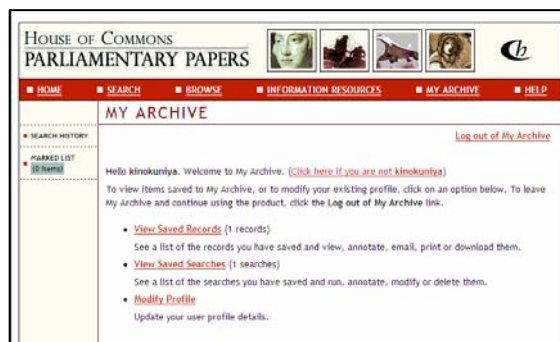 HOUSE OF COMMONS
PARLIAMENTARY PAPERS
Ch
HOME SEARCH BROWSE INFORMATION RESOURCES MY ARCHIVE HELP
MY ARCHIVE
SEARCH HISTORY
MARKED LIST
(0 items)
Log out of My Archive
Hello kinokuniya. Welcome to My Archive. (Click here if you are not kinokuniya)
To view items saved to My Archive, or to modify your existing profile, click on an option below. To leave
My Archive and continue using the product, click the Log out of My Archive link.
• View Saved Records (1 records)
See a list of the records you have saved and view, annotate, email, print or download them.
• View Saved Searches (1 searches)
See a list of the searches you have saved and run, annotate, modify or delete them.
• Modify Profile
Update your user profile details.